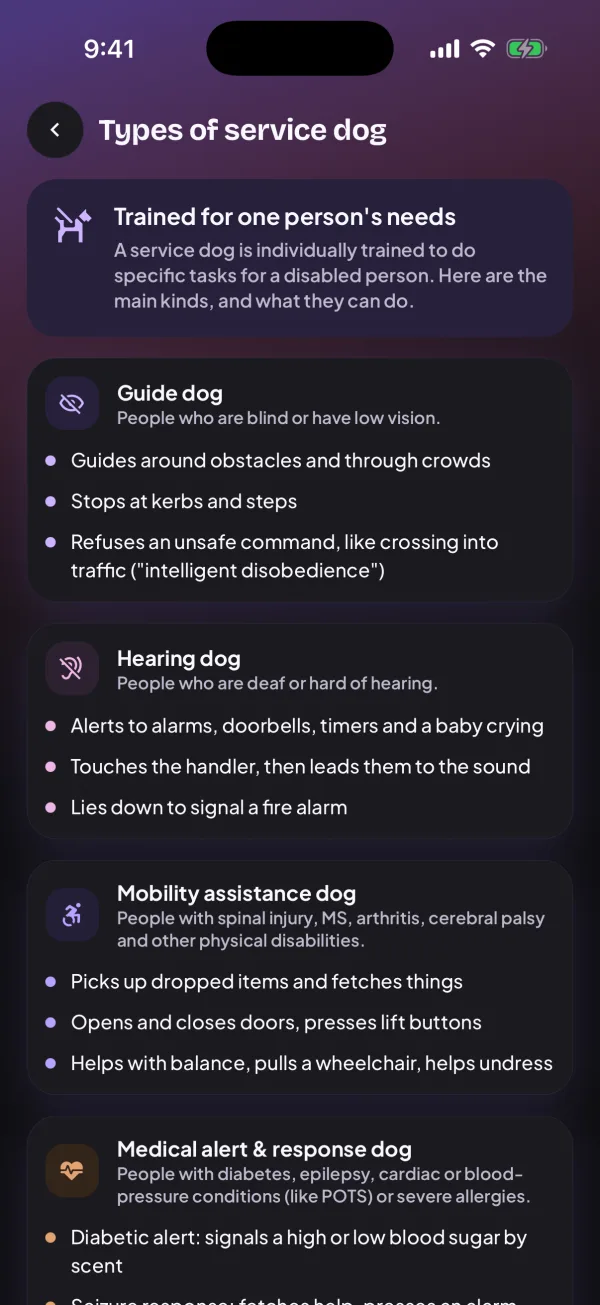 9:41
Types of service dog
Trained for one person's needs
A service dog is individually trained to do
specific tasks for a disabled person. Here are the
main kinds, and what they can do.
Guide dog
People who are blind or have low vision.
Guides around obstacles and through crowds
Stops at kerbs and steps
Refuses an unsafe command, like crossing into
traffic ("intelligent disobedience")
Hearing dog
People who are deaf or hard of hearing.
Alerts to alarms, doorbells, timers and a baby crying
Touches the handler, then leads them to the sound
Lies down to signal a fire alarm
Mobility assistance dog
People with spinal injury, MS, arthritis, cerebral palsy
and other physical disabilities.
Picks up dropped items and fetches things
Opens and closes doors, presses lift buttons
Helps with balance, pulls a wheelchair, helps undress
Medical alert & response dog
People with diabetes, epilepsy, cardiac or blood-
pressure conditions (like POTS) or severe allergies.
Diabetic alert: signals a high or low blood sugar by
scent
Seizure response: fetches help, presses an alarm